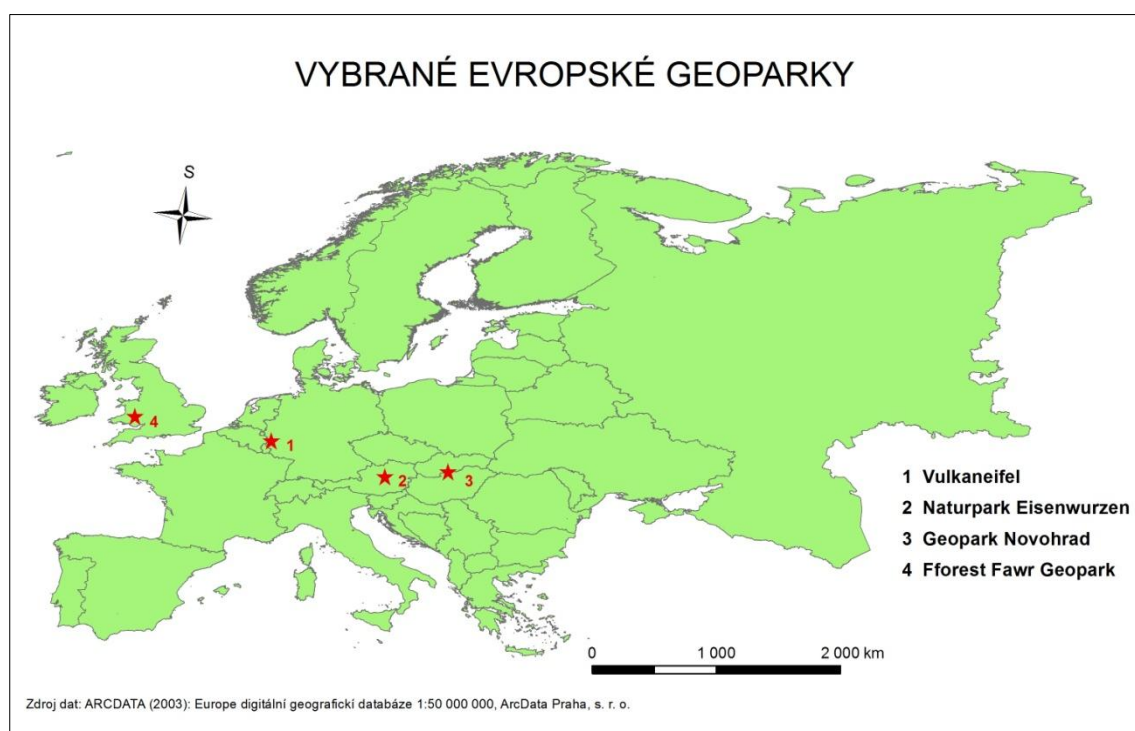 VYBRANÉ EVROPSKÉ GEOPARKY
S
4
1
2
3
1 Vulkaneifel
2 Naturpark Eisenwurzen
3 Geopark Novohrad
4 Fforest Fawr Geopark
0 1 000 2 000 km
Zdroj dat: ARCDATA (2003): Europe digitální geografickí databáze 1:50 000 000, ArcData Praha, s. r. o.